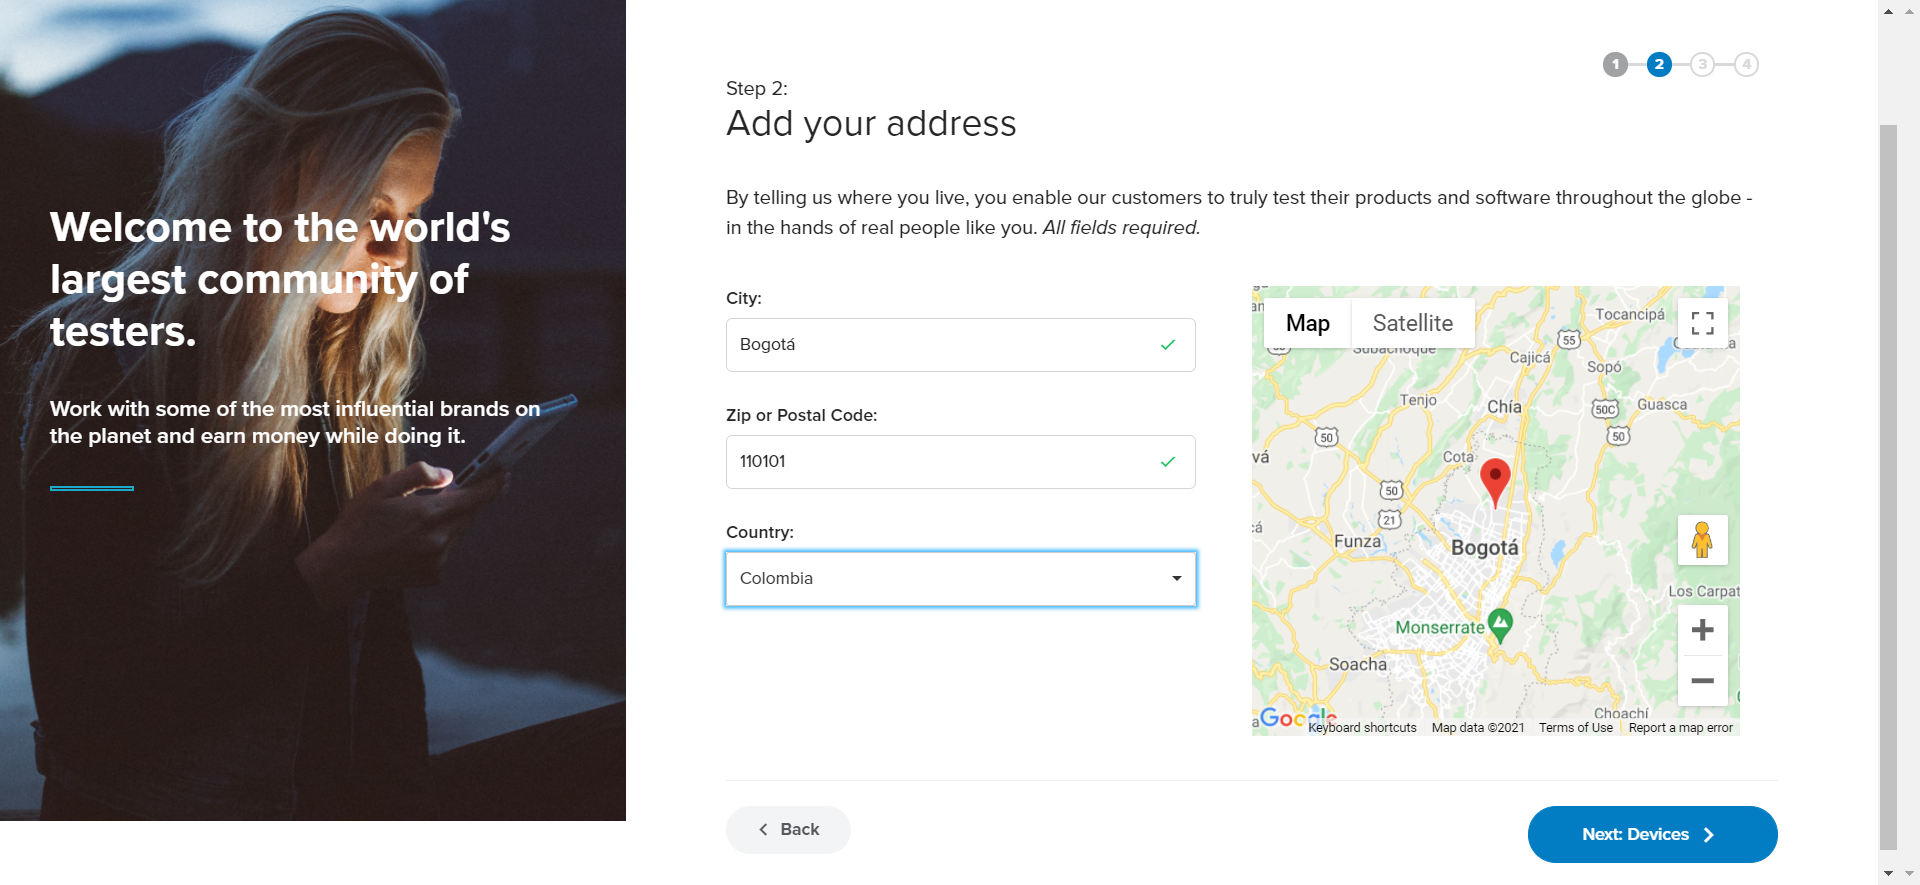 Welcome to the world's
largest community of
testers.
Work with some of the most influential brands on
the planet and earn money while doing it.
1 2 3 4
Step 2:
Add your address
By telling us where you live, you enable our customers to truly test their products and software throughout the globe -
in the hands of real people like you. All fields required.
City:
Bogotá
Zip or Postal Code:
110101
Country:
Colombia
Map Satellite
Tocancipá
55
Subachoque
Cajicá
Sopó
Tenjo
Chía
50C
Guasca
50
50
vá
Cota
50
21
cá
Funza
Bogotá
Los Carpat
Monserrate
Soacha
Choachí
Google
Keyboard shortcuts Map data ©2021 Terms of Use Report a map error
Back
Next: Devices